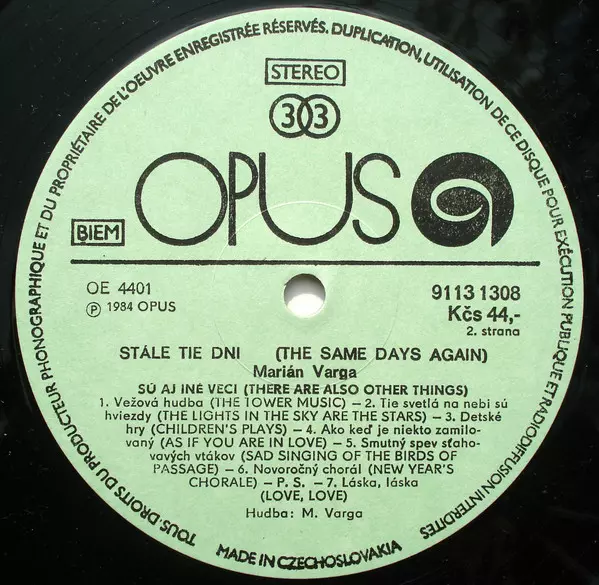 TOUS DROITS DU PRODUCTEUR PHONOGRAPHIQUE ET DU PROPRIÉTAIRE DE L'OEUVRE ENREGISTRÉE RÉSERVÉS. DUPLICATION, UTILISATION DE CE DISQUE POUR EXÉCUTION PUBLIQUE ET RADIODIFFUSION INTERDITES
STEREO
33
OPUS
BIEM
OE 4401
Ⓟ 1984 OPUS
9113 1308
Kčs 44,-
2. strana
STÁLE TIE DNI (THE SAME DAYS AGAIN)
Marián Varga
SÚ AJ INÉ VECI (THERE ARE ALSO OTHER THINGS)
1. Vežová hudba (THE TOWER MUSIC) — 2. Tie svetlá na nebi sú
hviezdy (THE LIGHTS IN THE SKY ARE THE STARS) — 3. Detské
hry (CHILDREN'S PLAYS) — 4. Ako keď je niekto zamilo-
vaný (AS IF YOU ARE IN LOVE) — 5. Smutný spev sťaho-
vavých vtákov (SAD SINGING OF THE BIRDS OF
PASSAGE) — 6. Novoročný chorál (NEW YEAR'S
CHORALE) — P. S. — 7. Láska, láska
(LOVE, LOVE)
Hudba: M. Varga
MADE IN CZECHOSLOVAKIA